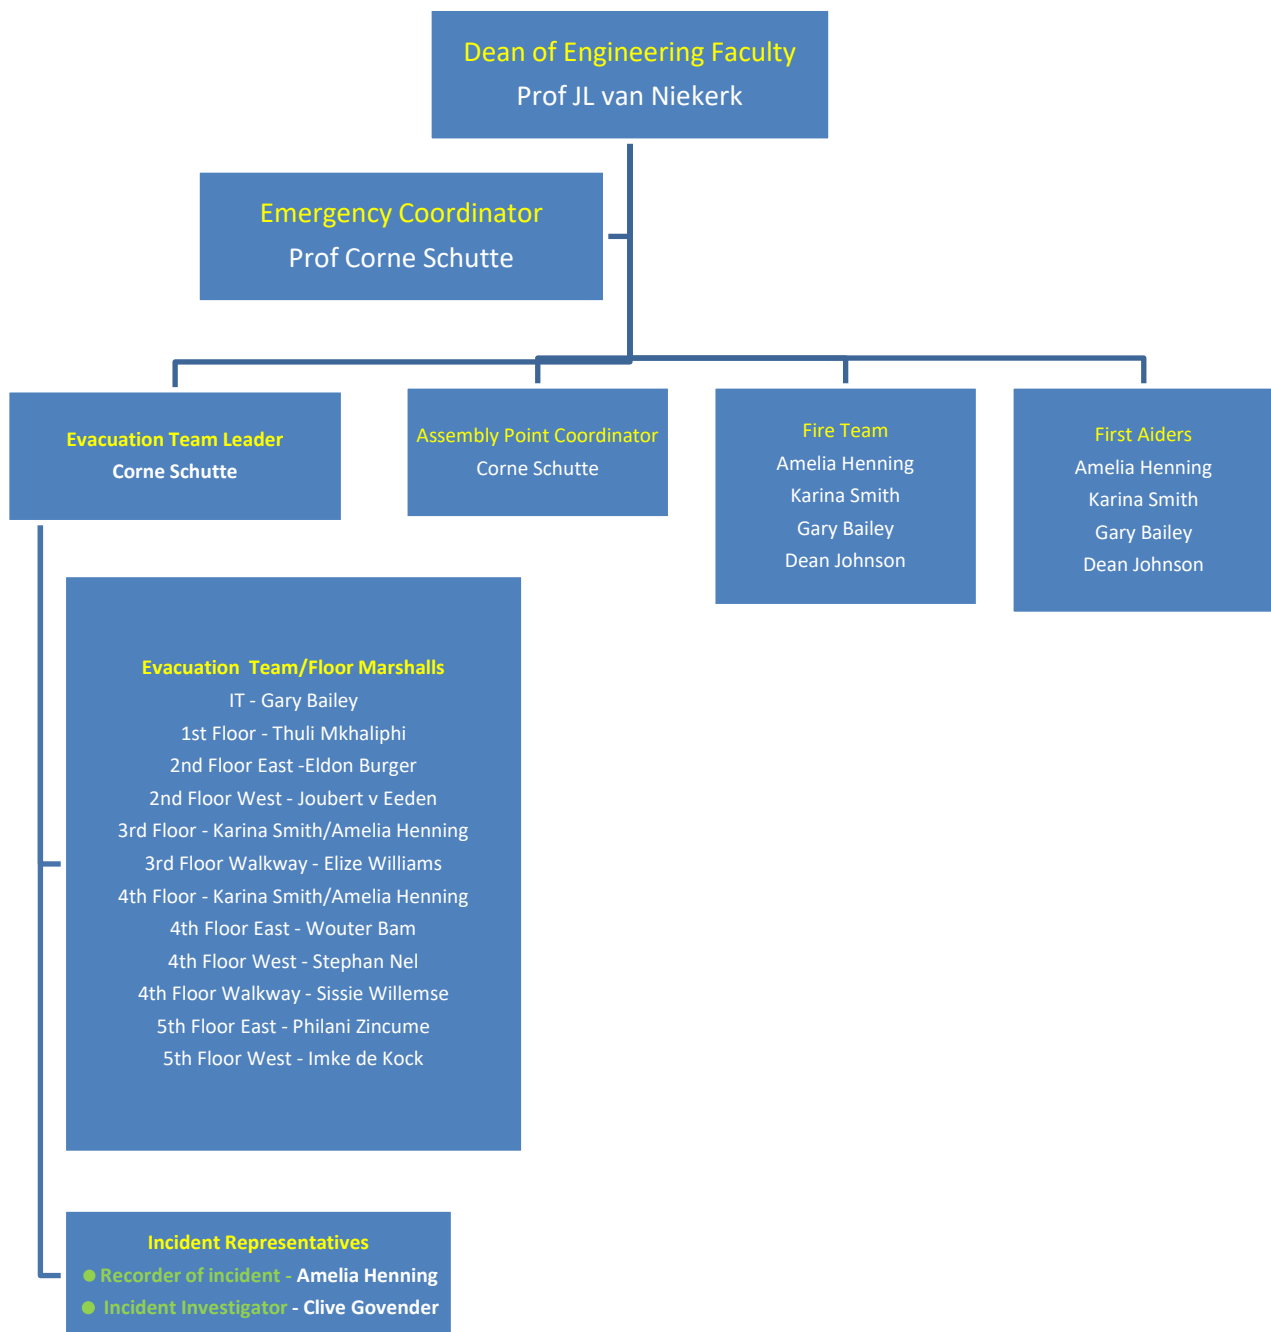 Dean of Engineering Faculty
Prof JL van Niekerk
Emergency Coordinator
Prof Corne Schutte
Evacuation Team Leader
Corne Schutte
Assembly Point Coordinator
Corne Schutte
Fire Team
Amelia Henning
Karina Smith
Gary Bailey
Dean Johnson
First Aiders
Amelia Henning
Karina Smith
Gary Bailey
Dean Johnson
Evacuation Team/Floor Marshalls
IT - Gary Bailey
1st Floor - Thuli Mkhaliphi
2nd Floor East -Eldon Burger
2nd Floor West - Joubert v Eeden
3rd Floor - Karina Smith/Amelia Henning
3rd Floor Walkway - Elize Williams
4th Floor - Karina Smith/Amelia Henning
4th Floor East - Wouter Bam
4th Floor West - Stephan Nel
4th Floor Walkway - Sissie Willemse
5th Floor East - Philani Zincume
5th Floor West - Imke de Kock
Incident Representatives
● Recorder of incident - Amelia Henning
● Incident Investigator - Clive Govender